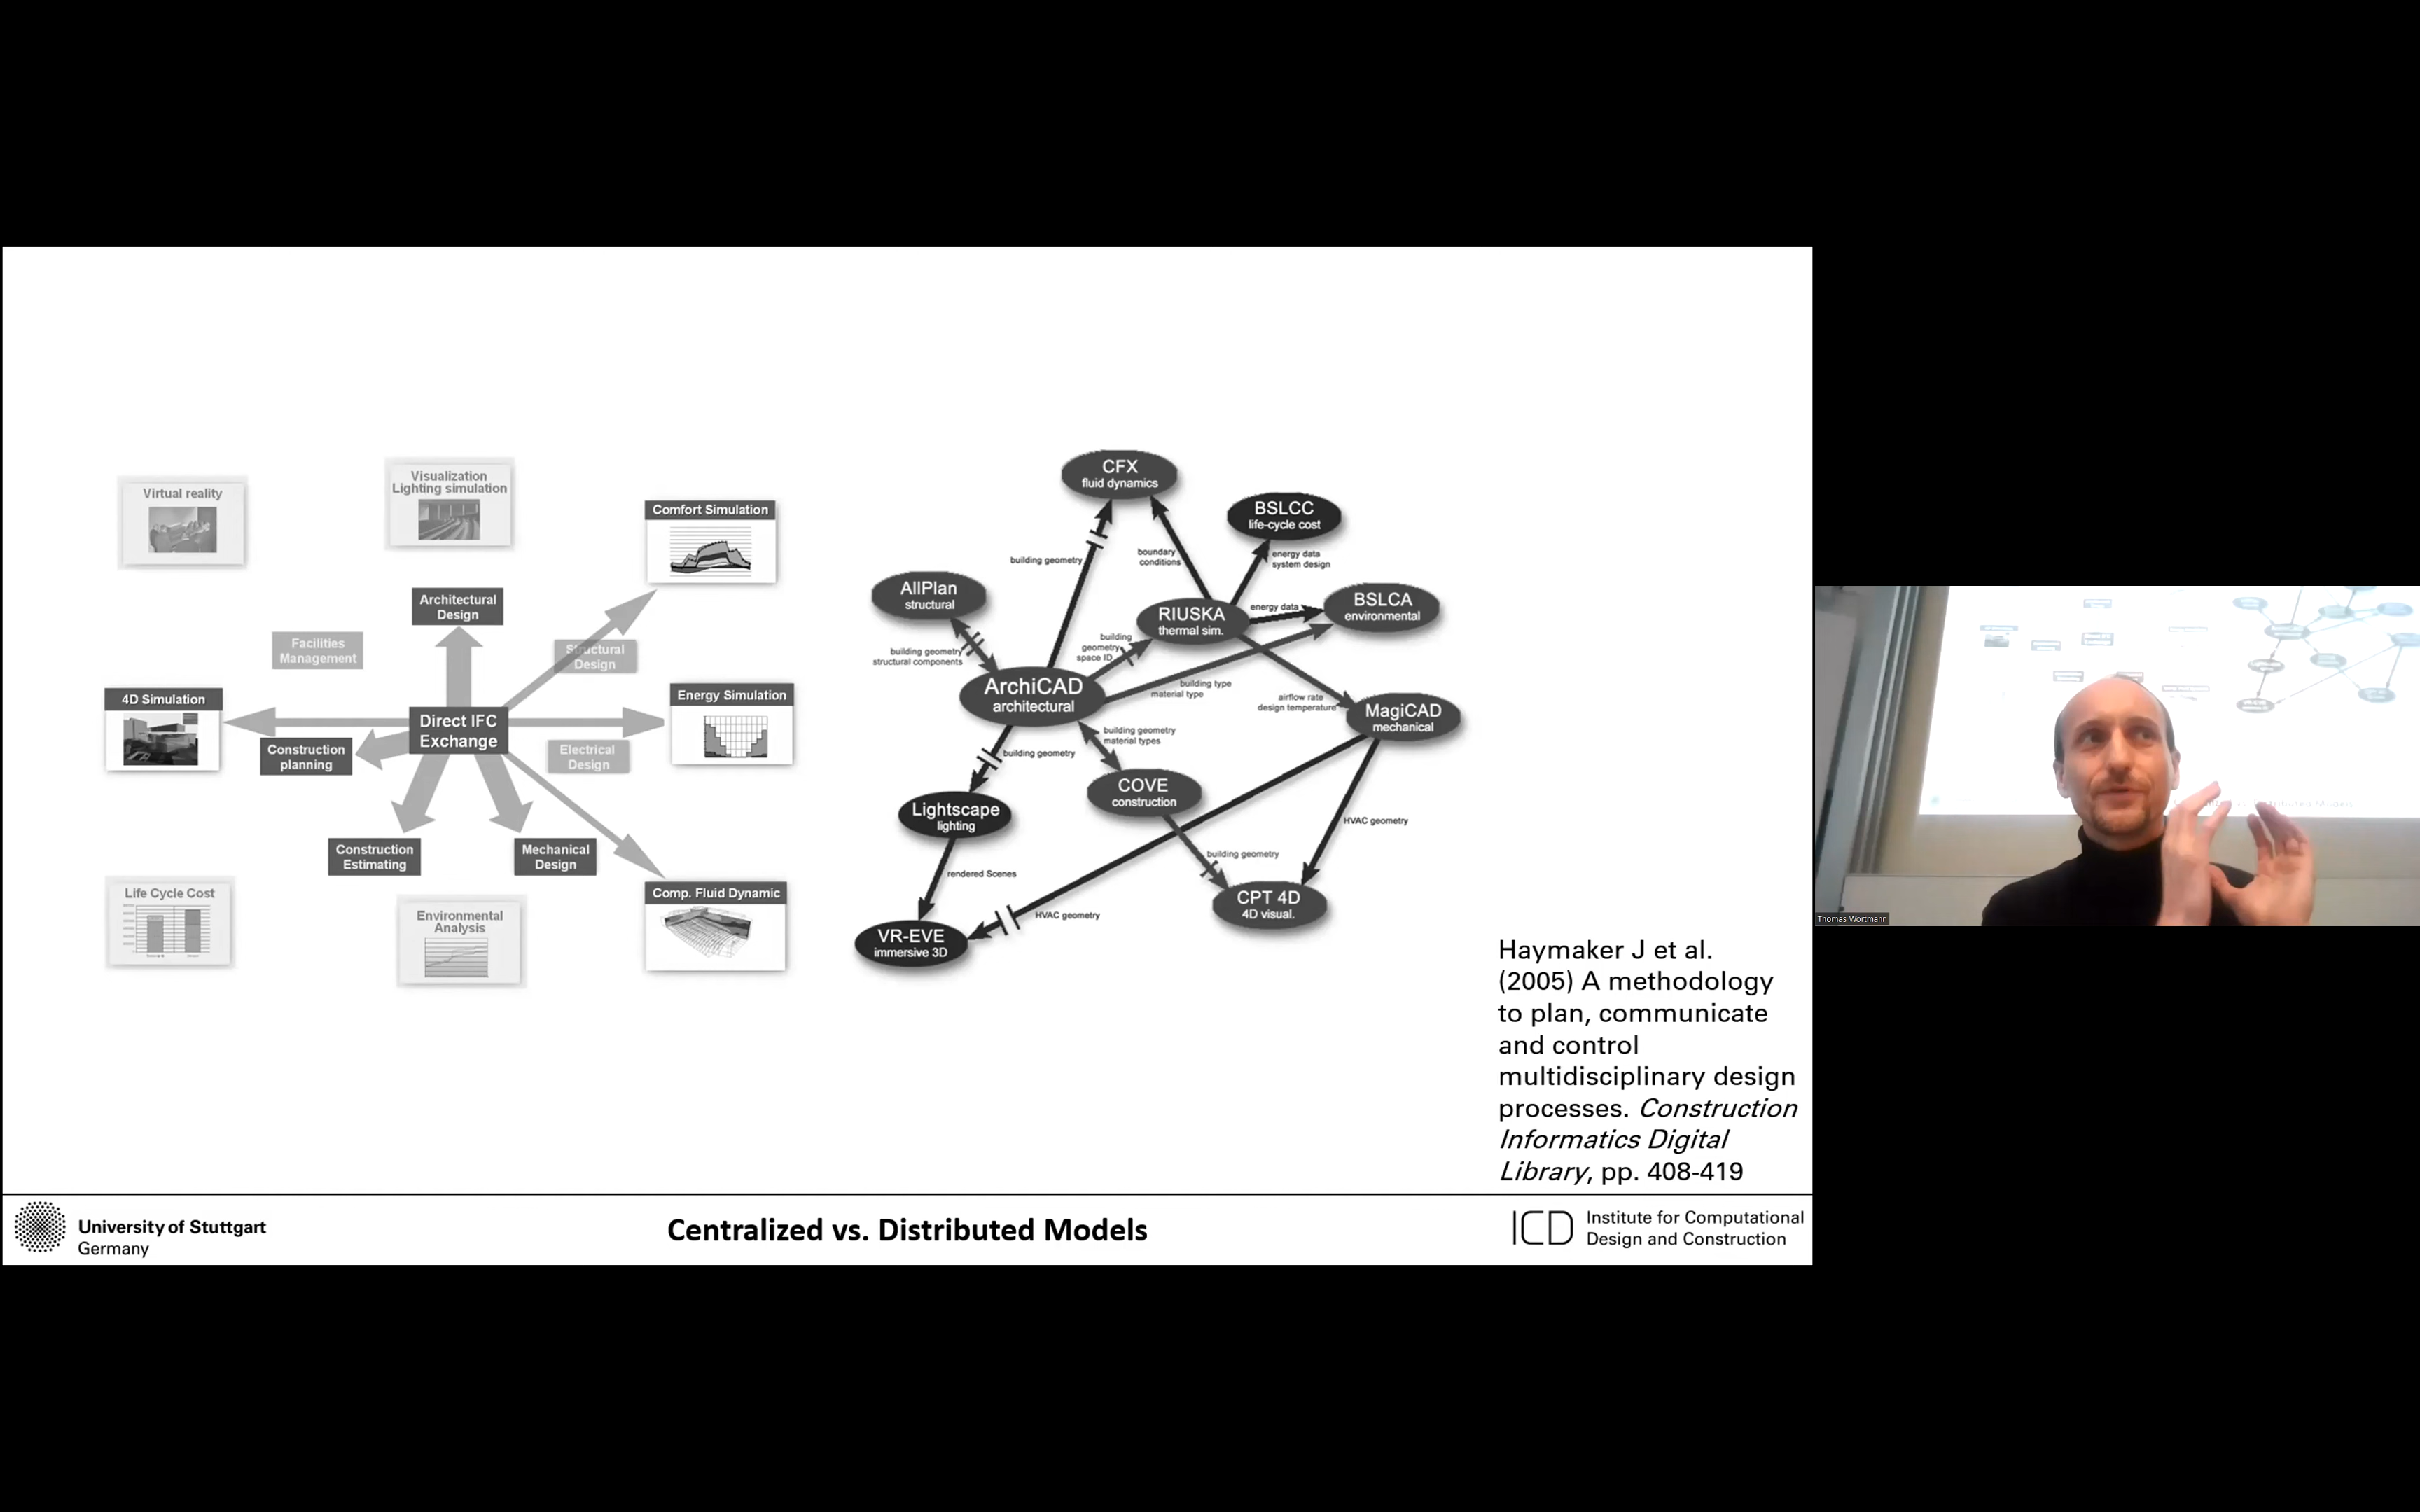 Virtual reality
Visualization
Lighting simulation
Comfort Simulation
Architectural
Design
Facilities
Management
Structural
Design
4D Simulation
Direct IFC
Exchange
Energy Simulation
Construction
planning
Electrical
Design
Construction
Estimating
Mechanical
Design
Life Cycle Cost
Environmental
Analysis
Comp. Fluid Dynamic
CFX
fluid dynamics
BSLCC
life-cycle cost
building geometry
boundary
conditions
energy data
system design
AllPlan
structural
RIUSKA
thermal sim.
energy data
BSLCA
environmental
building geometry
structural components
building
geometry
space ID
ArchiCAD
architectural
building type
material type
airflow rate
design temperature
MagiCAD
mechanical
building geometry
material types
building geometry
COVE
construction
Lightscape
lighting
HVAC geometry
building geometry
rendered Scenes
CPT 4D
4D visual.
HVAC geometry
VR-EVE
immersive 3D
Haymaker J et al.
(2005) A methodology
to plan, communicate
and control
multidisciplinary design
processes. Construction
Informatics Digital
Library, pp. 408-419
University of Stuttgart
Germany
Centralized vs. Distributed Models
ICD
Institute for Computational
Design and Construction
Thomas Wortmann